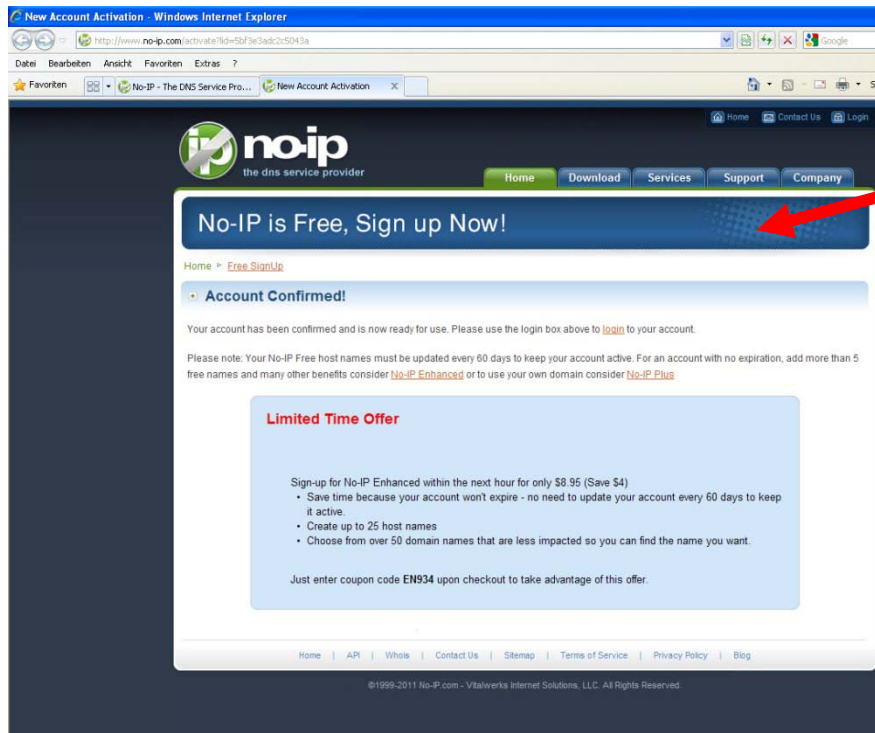 New Account Activation - Windows Internet Explorer
http://www.no-ip.com/activate?lid=5bf3e3adc2c5043a
Google
Datei Bearbeiten Ansicht Favoriten Extras ?
Favoriten No-IP - The DNS Service Pro... New Account Activation X
Home Contact Us Login
no-ip
the dns service provider
Home Download Services Support Company
No-IP is Free, Sign up Now!
Home Free SignUp
Account Confirmed!
Your account has been confirmed and is now ready for use. Please use the login box above to login to your account.
Please note: Your No-IP Free host names must be updated every 60 days to keep your account active. For an account with no expiration, add more than 5
free names and many other benefits consider No-IP Enhanced or to use your own domain consider No-IP Plus
Limited Time Offer
Sign-up for No-IP Enhanced within the next hour for only $8.95 (Save $4)
• Save time because your account won't expire - no need to update your account every 60 days to keep
it active.
• Create up to 25 host names
• Choose from over 50 domain names that are less impacted so you can find the name you want.
Just enter coupon code EN934 upon checkout to take advantage of this offer.
Home | API | Whois | Contact Us | Sitemap | Terms of Service | Privacy Policy | Blog
©1999-2011 No-IP.com - Vitalwerks Internet Solutions, LLC. All Rights Reserved.